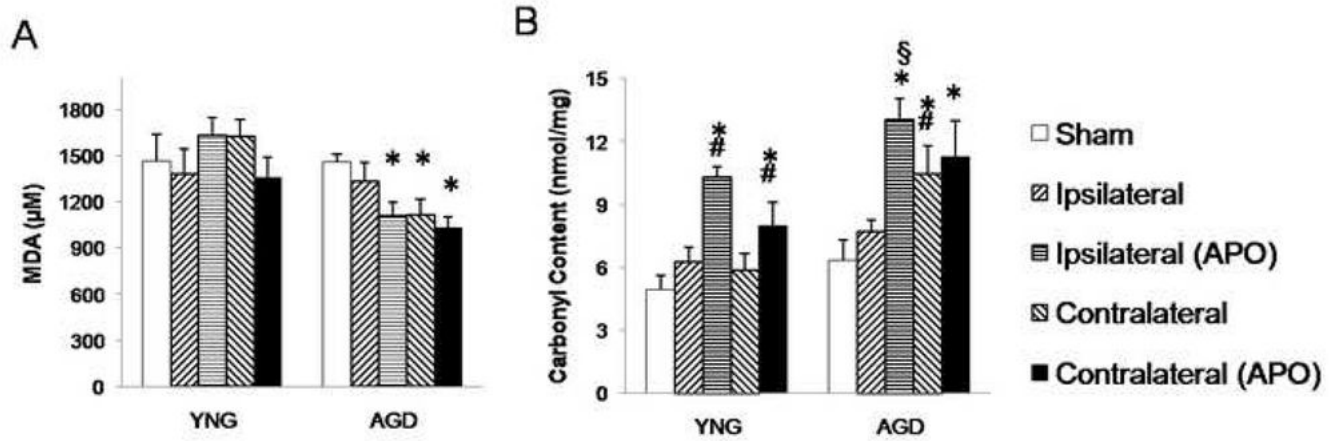 A
MDA (µM)
1800
1500
1200
900
600
300
0
*
*
*
YNG
AGD
B
Carbonyl Content (nmol/mg)
15
12
9
6
3
0
*
#
*
#
§
*
*
#
*
YNG
AGD
Sham
Ipsilateral
Ipsilateral (APO)
Contralateral
Contralateral (APO)